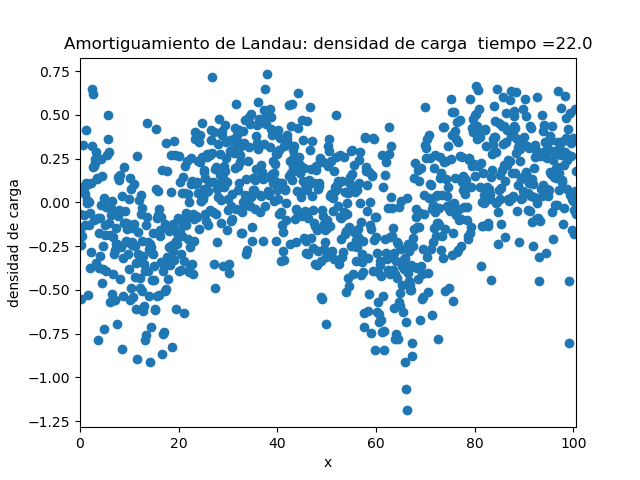 Amortiguamiento de Landau: densidad de carga  tiempo =22.0
densidad de carga
0.75
0.50
0.25
0.00
−0.25
−0.50
−0.75
−1.00
−1.25
0 20 40 60 80 100
x